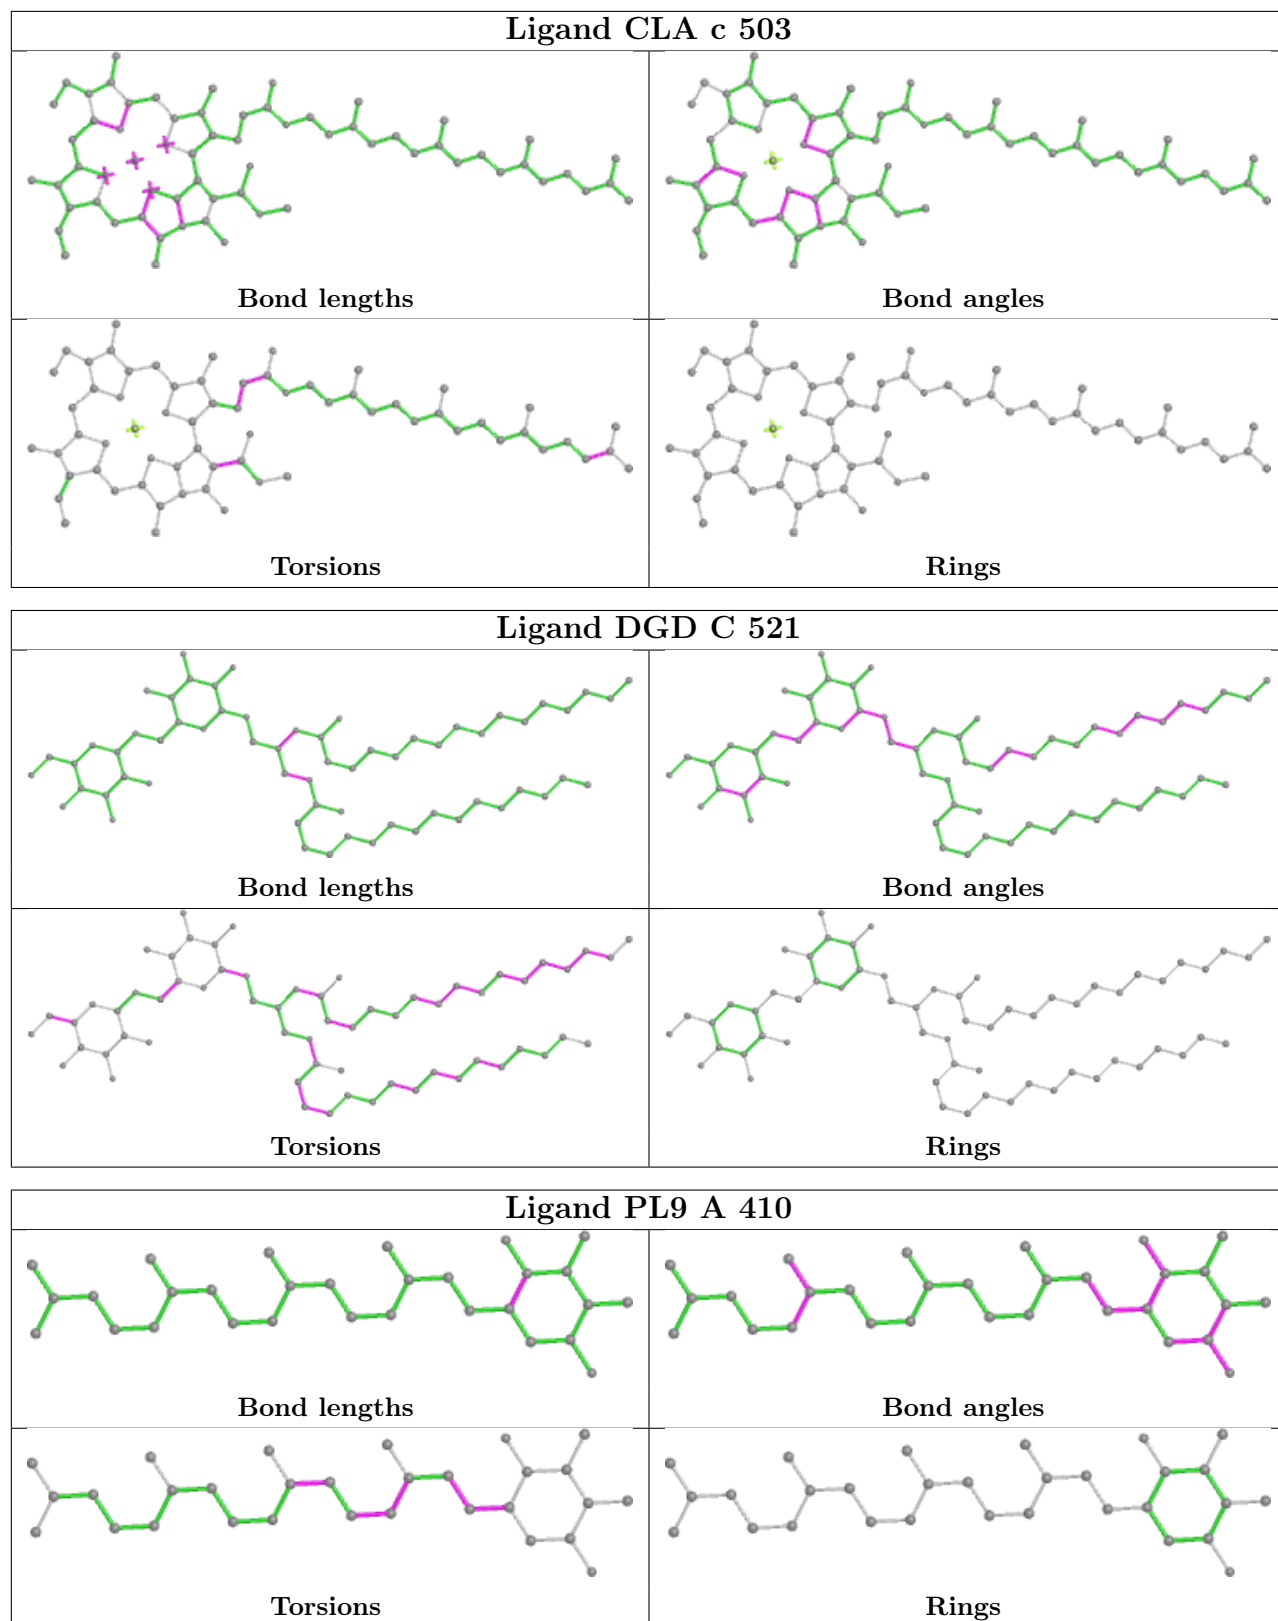 Ligand CLA c 503
Bond lengths
Bond angles
Torsions
Rings
Ligand DGD C 521
Bond lengths
Bond angles
Torsions
Rings
Ligand PL9 A 410
Bond lengths
Bond angles
Torsions
Rings